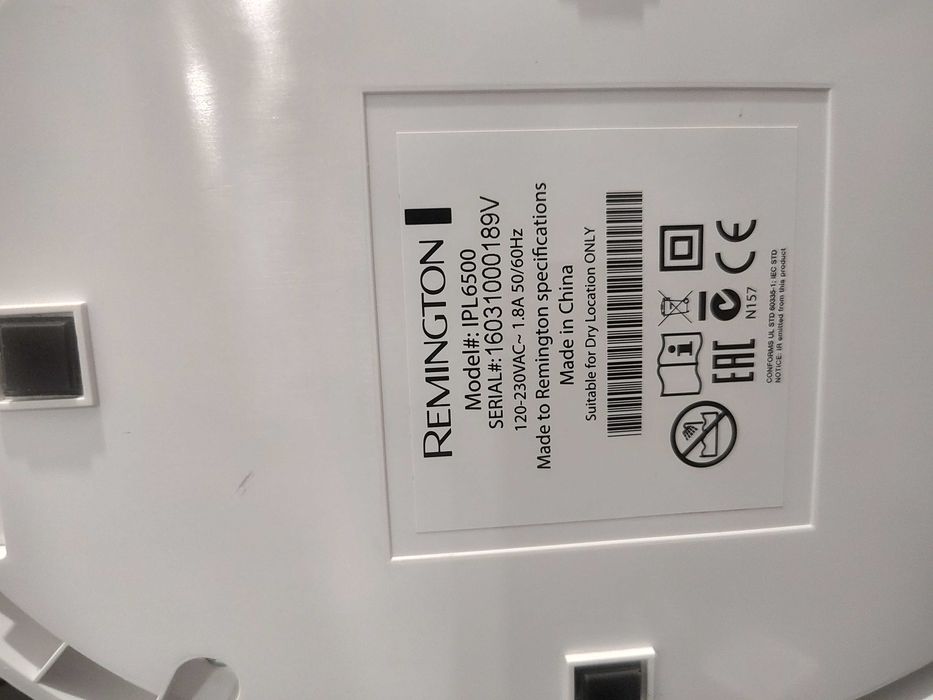 REMINGTON
Model#: IPL6500
SERIAL#:16031000189V
120-230VAC~ 1.8A 50/60Hz
Made to Remington specifications
Made in China
Suitable for Dry Location ONLY
EAC
CE
N157
CONFORMS UL STD 60335-1; IEC STD
NOTICE: IR emitted from this product